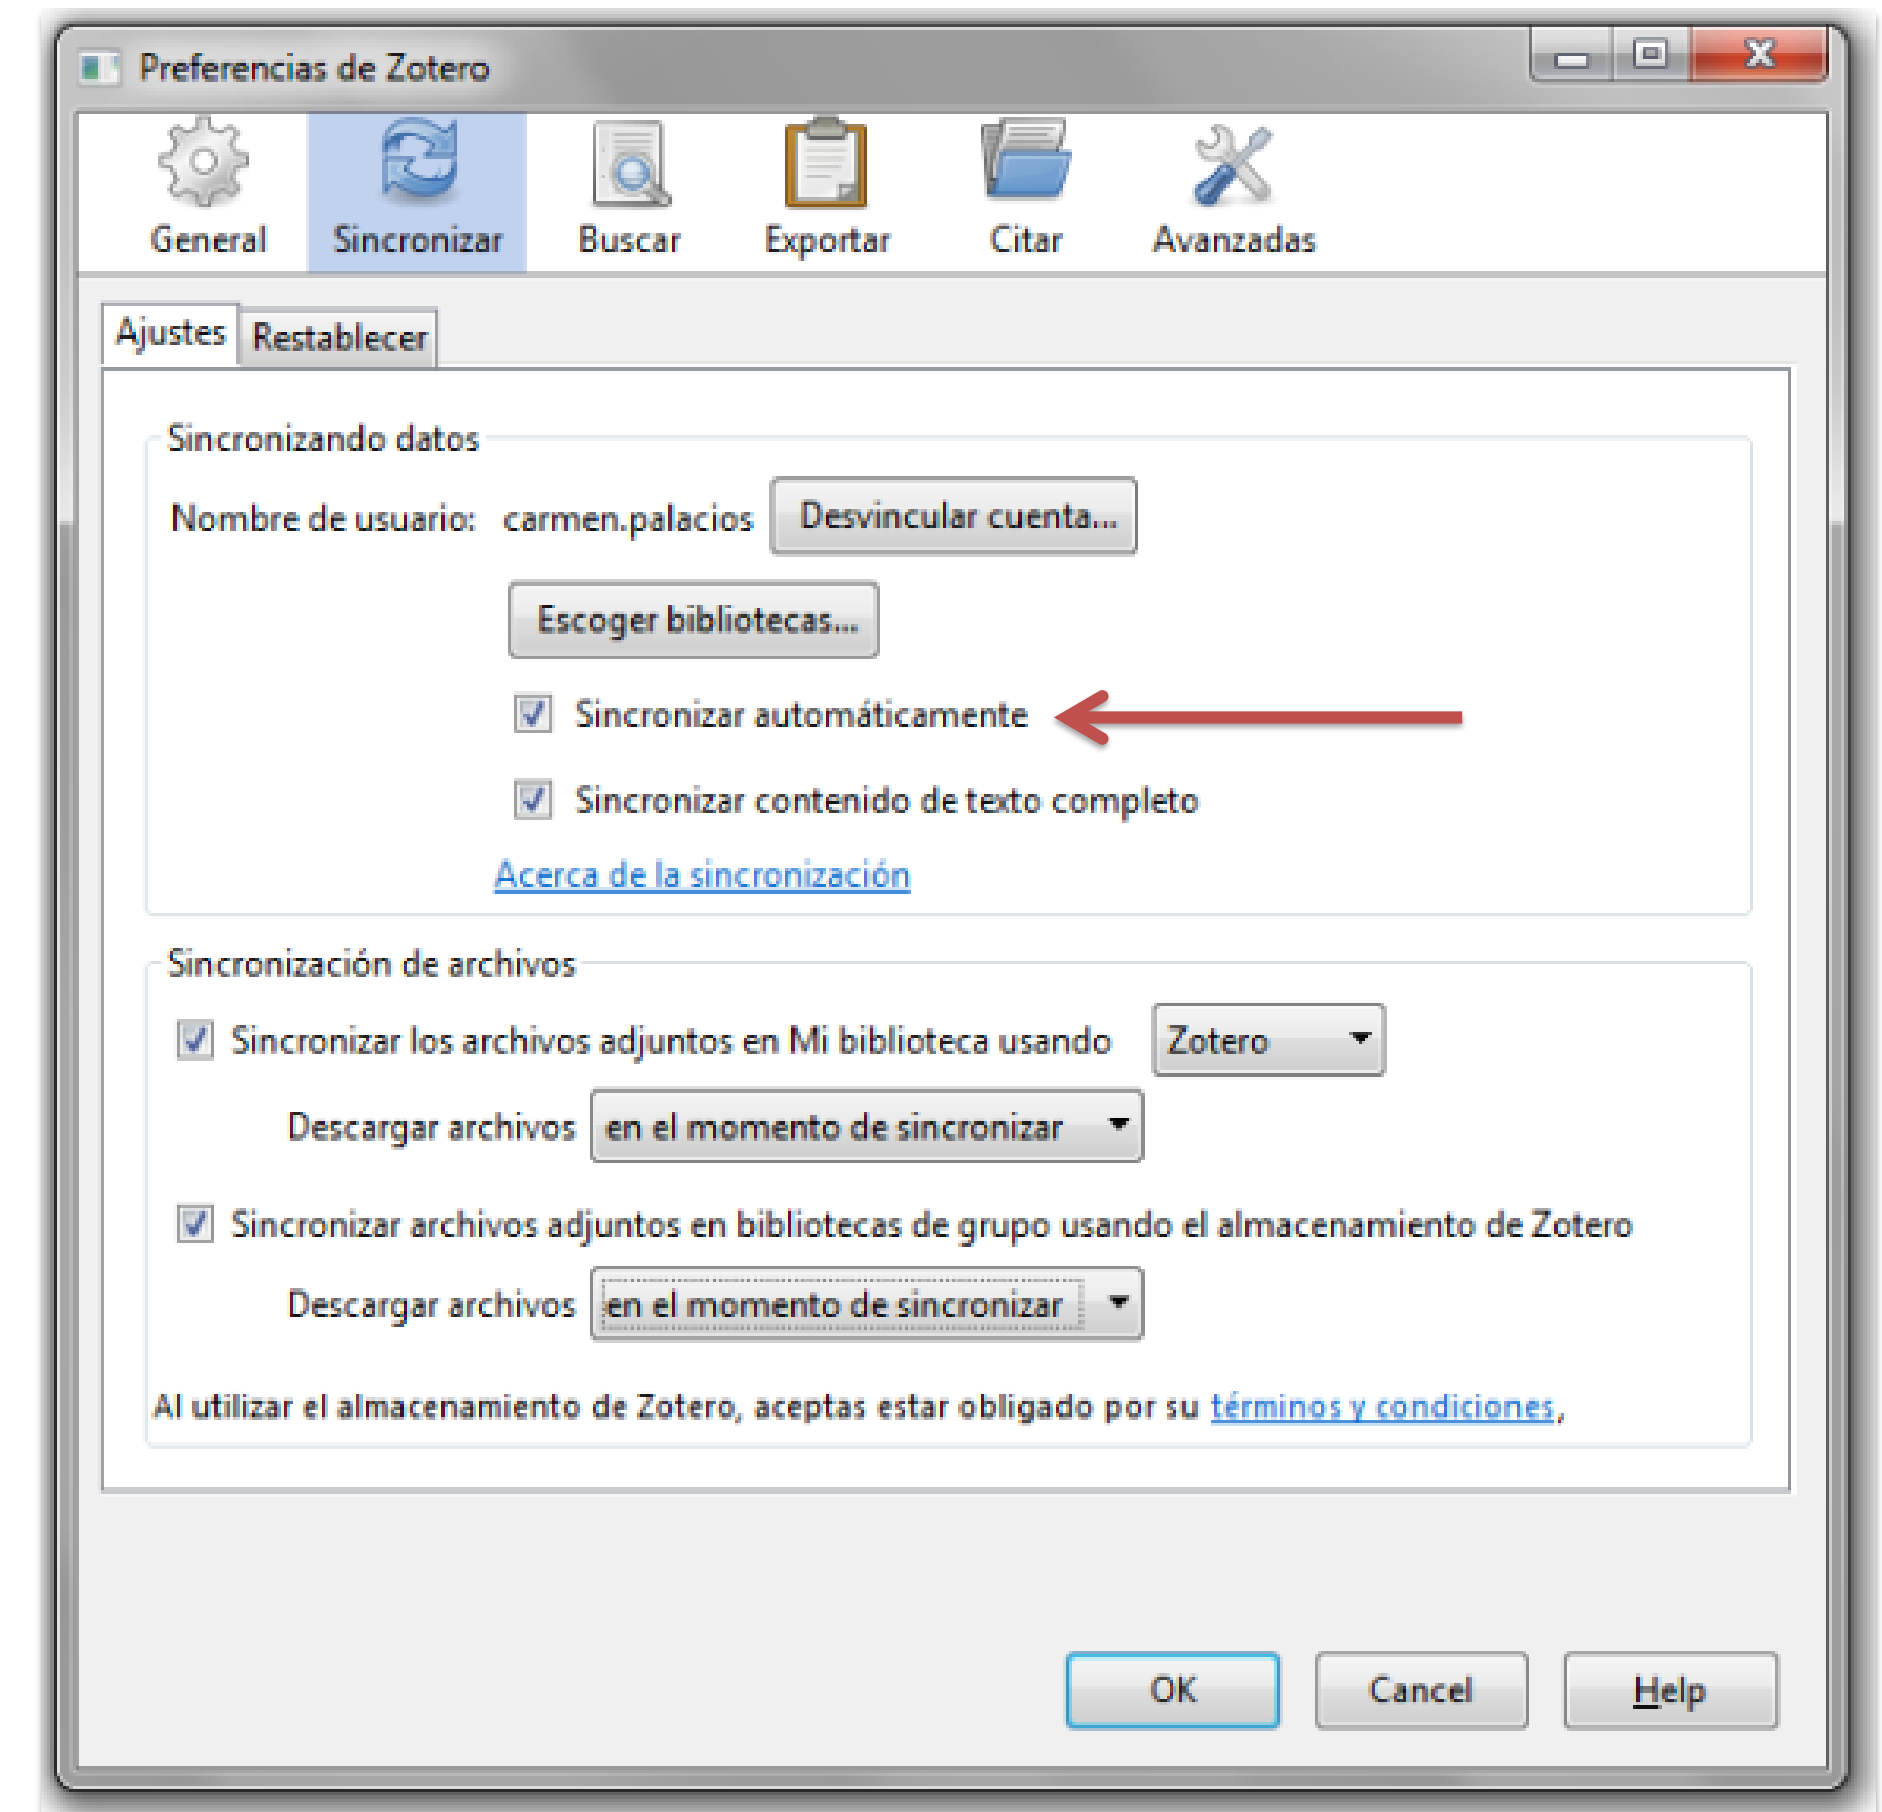 Preferencias de Zotero
General Sincronizar Buscar Exportar Citar Avanzadas
Ajustes Restablecer
Sincronizando datos
Nombre de usuario: carmen.palacios Desvincular cuenta...
Escoger bibliotecas...
Sincronizar automáticamente
Sincronizar contenido de texto completo
Acerca de la sincronización
Sincronización de archivos
Sincronizar los archivos adjuntos en Mi biblioteca usando Zotero
Descargar archivos en el momento de sincronizar
Sincronizar archivos adjuntos en bibliotecas de grupo usando el almacenamiento de Zotero
Descargar archivos en el momento de sincronizar
Al utilizar el almacenamiento de Zotero, aceptas estar obligado por su términos y condiciones,
OK Cancel Help